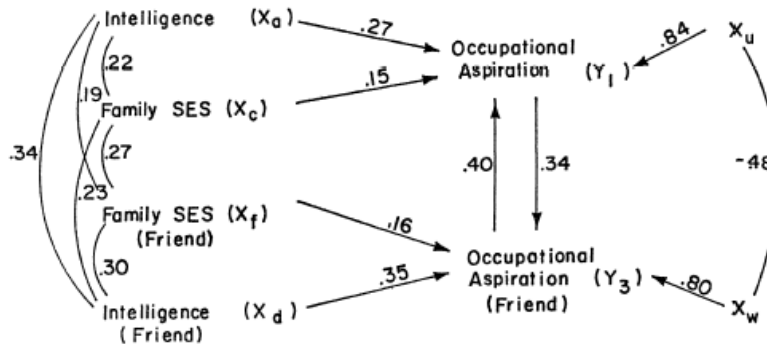 Intelligence (Xa) .27 .84 Xu
Occupational
Aspiration (Y1)
.22
.19 Family SES (Xc) .15
.34 .27 .40 .34 -.48
.23
Family SES (Xf) .16
(Friend)
.30 Occupational
Aspiration (Y3)
(Friend)
.35 .80 Xw
Intelligence (Xd)
(Friend)